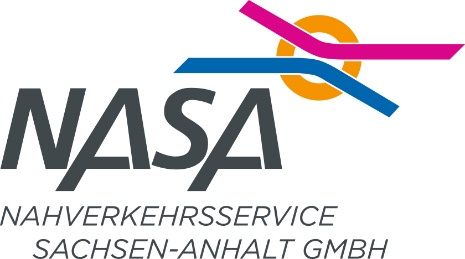 NASA
NAHVERKEHRSSERVICE
SACHSEN-ANHALT GMBH